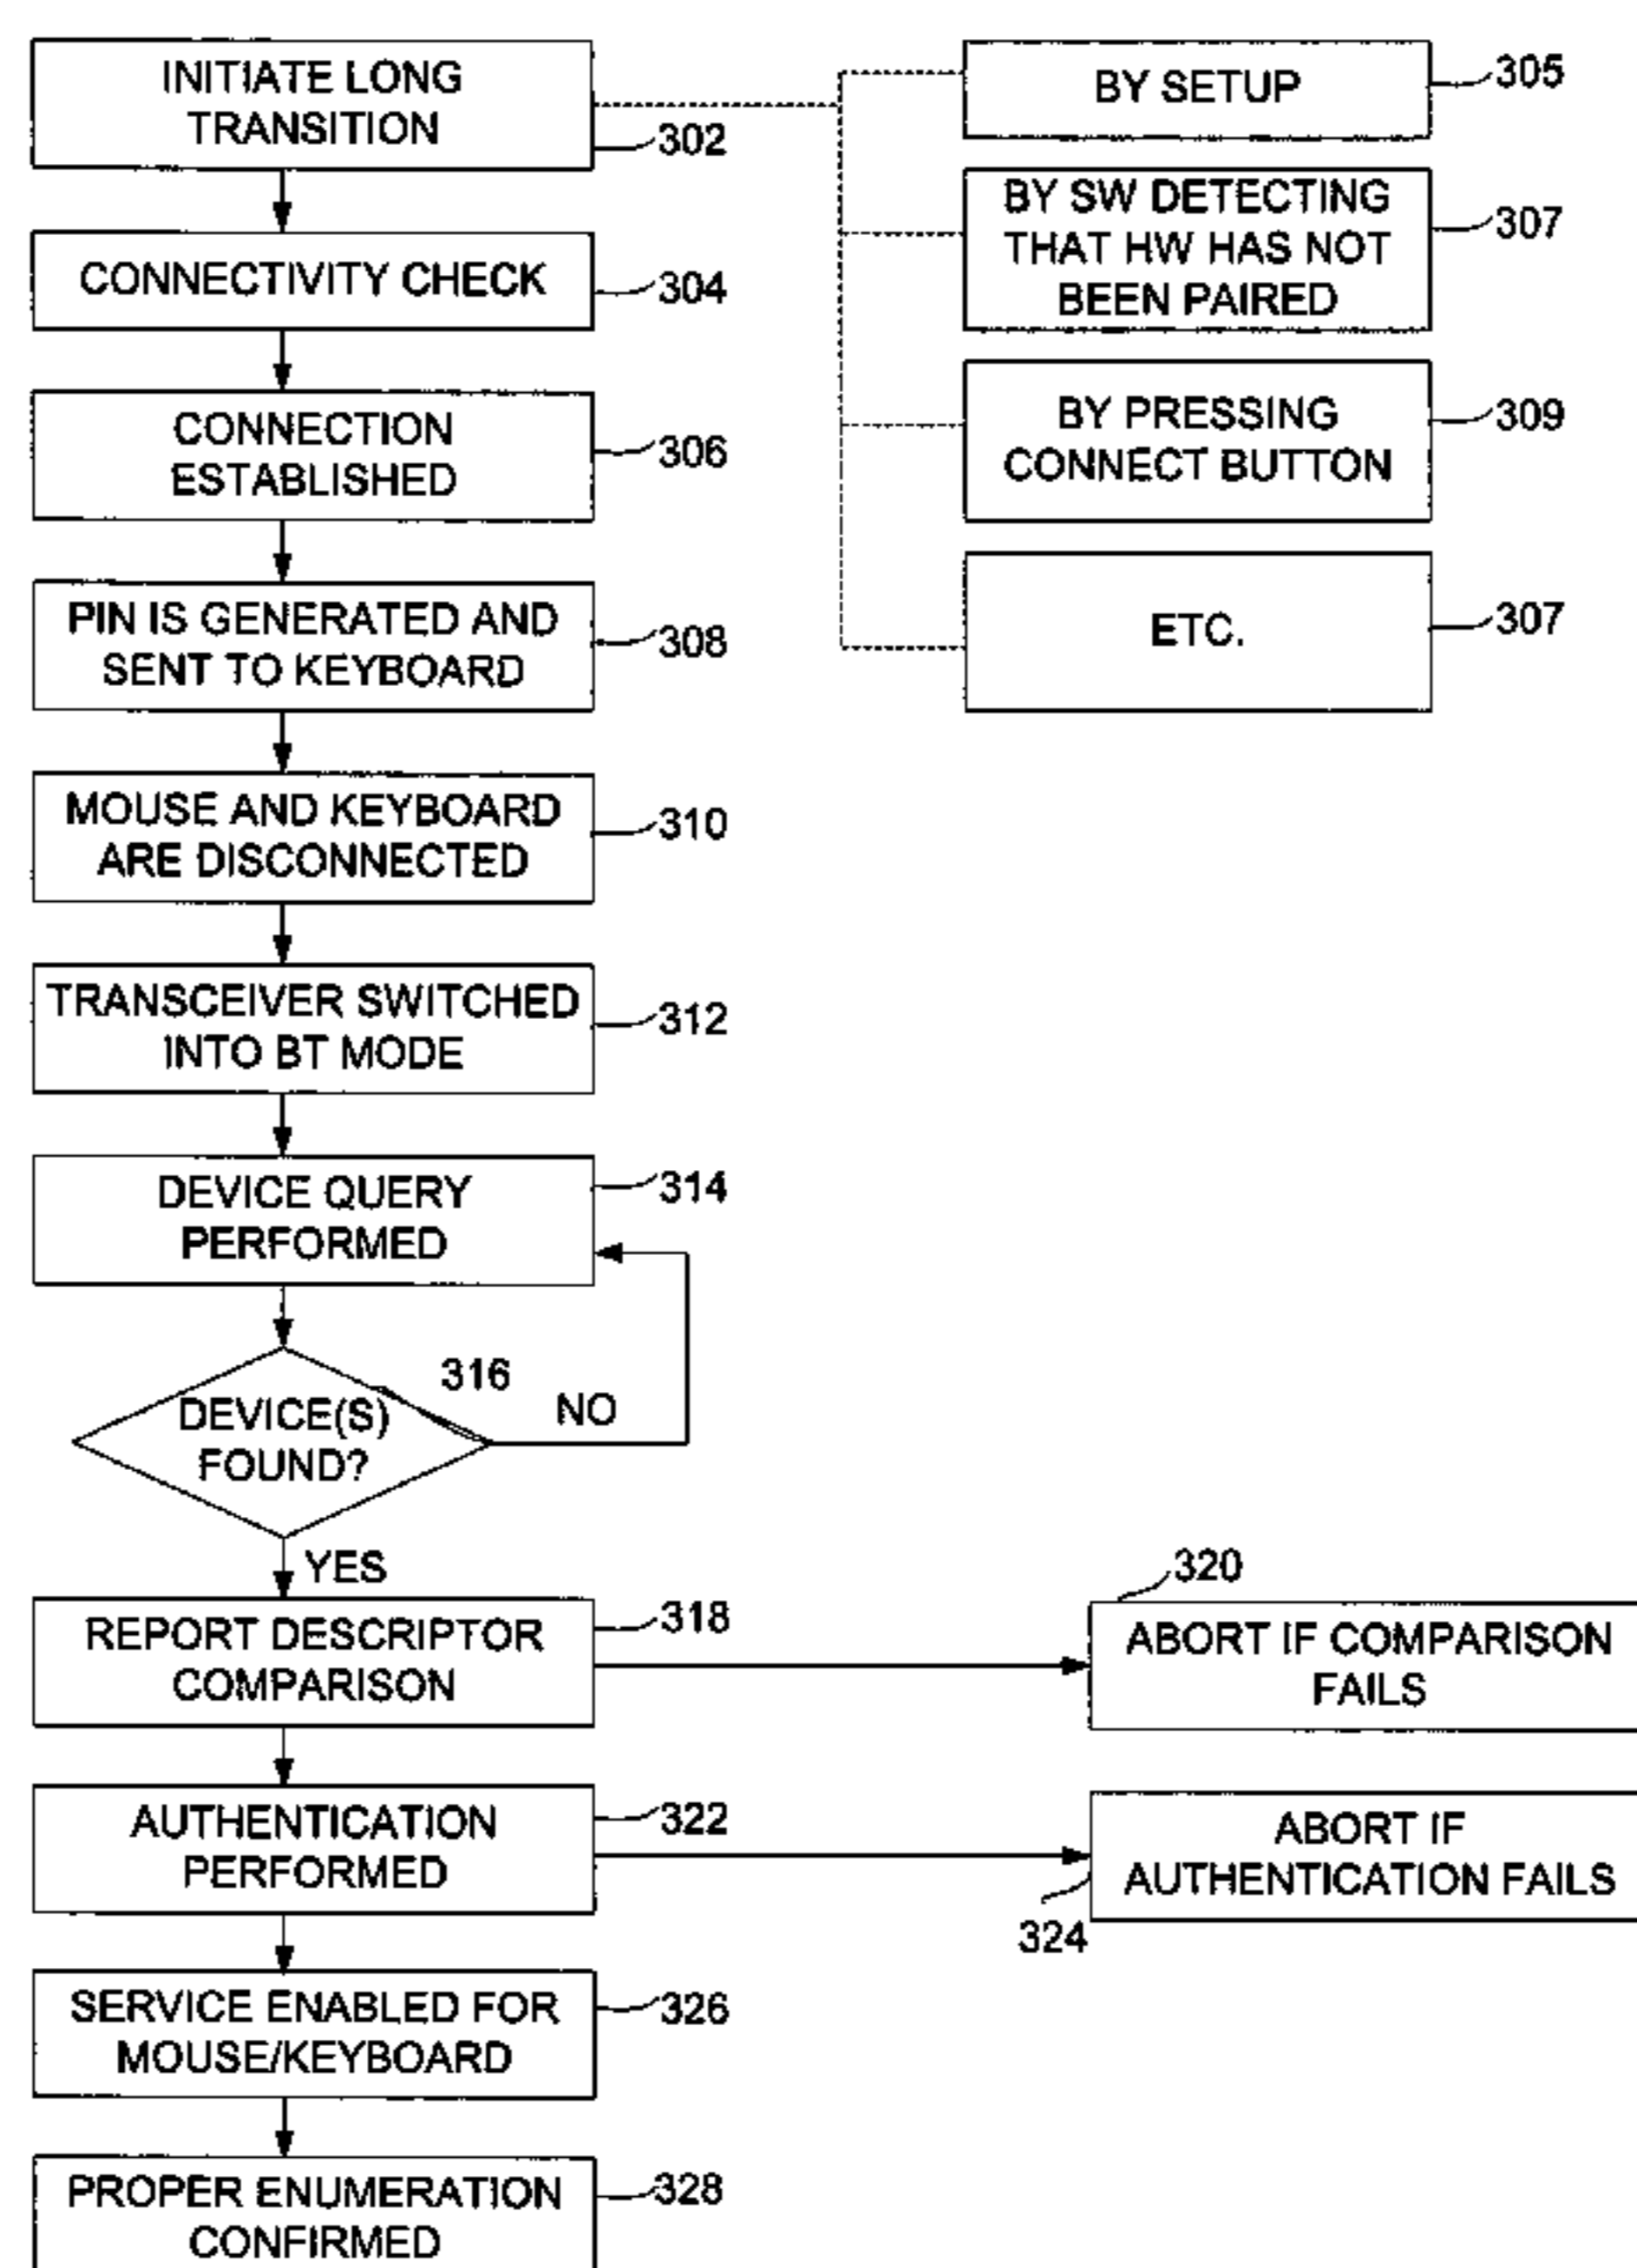 INITIATE LONG
TRANSITION
302
CONNECTIVITY CHECK
304
CONNECTION
ESTABLISHED
306
PIN IS GENERATED AND
SENT TO KEYBOARD
308
MOUSE AND KEYBOARD
ARE DISCONNECTED
310
TRANSCEIVER SWITCHED
INTO BT MODE
312
DEVICE QUERY
PERFORMED
314
316
DEVICE(S)
FOUND?
NO
YES
REPORT DESCRIPTOR
COMPARISON
318
AUTHENTICATION
PERFORMED
322
SERVICE ENABLED FOR
MOUSE/KEYBOARD
326
PROPER ENUMERATION
CONFIRMED
328
BY SETUP
305
BY SW DETECTING
THAT HW HAS NOT
BEEN PAIRED
307
BY PRESSING
CONNECT BUTTON
309
ETC.
307
320
ABORT IF COMPARISON
FAILS
ABORT IF
AUTHENTICATION FAILS
324